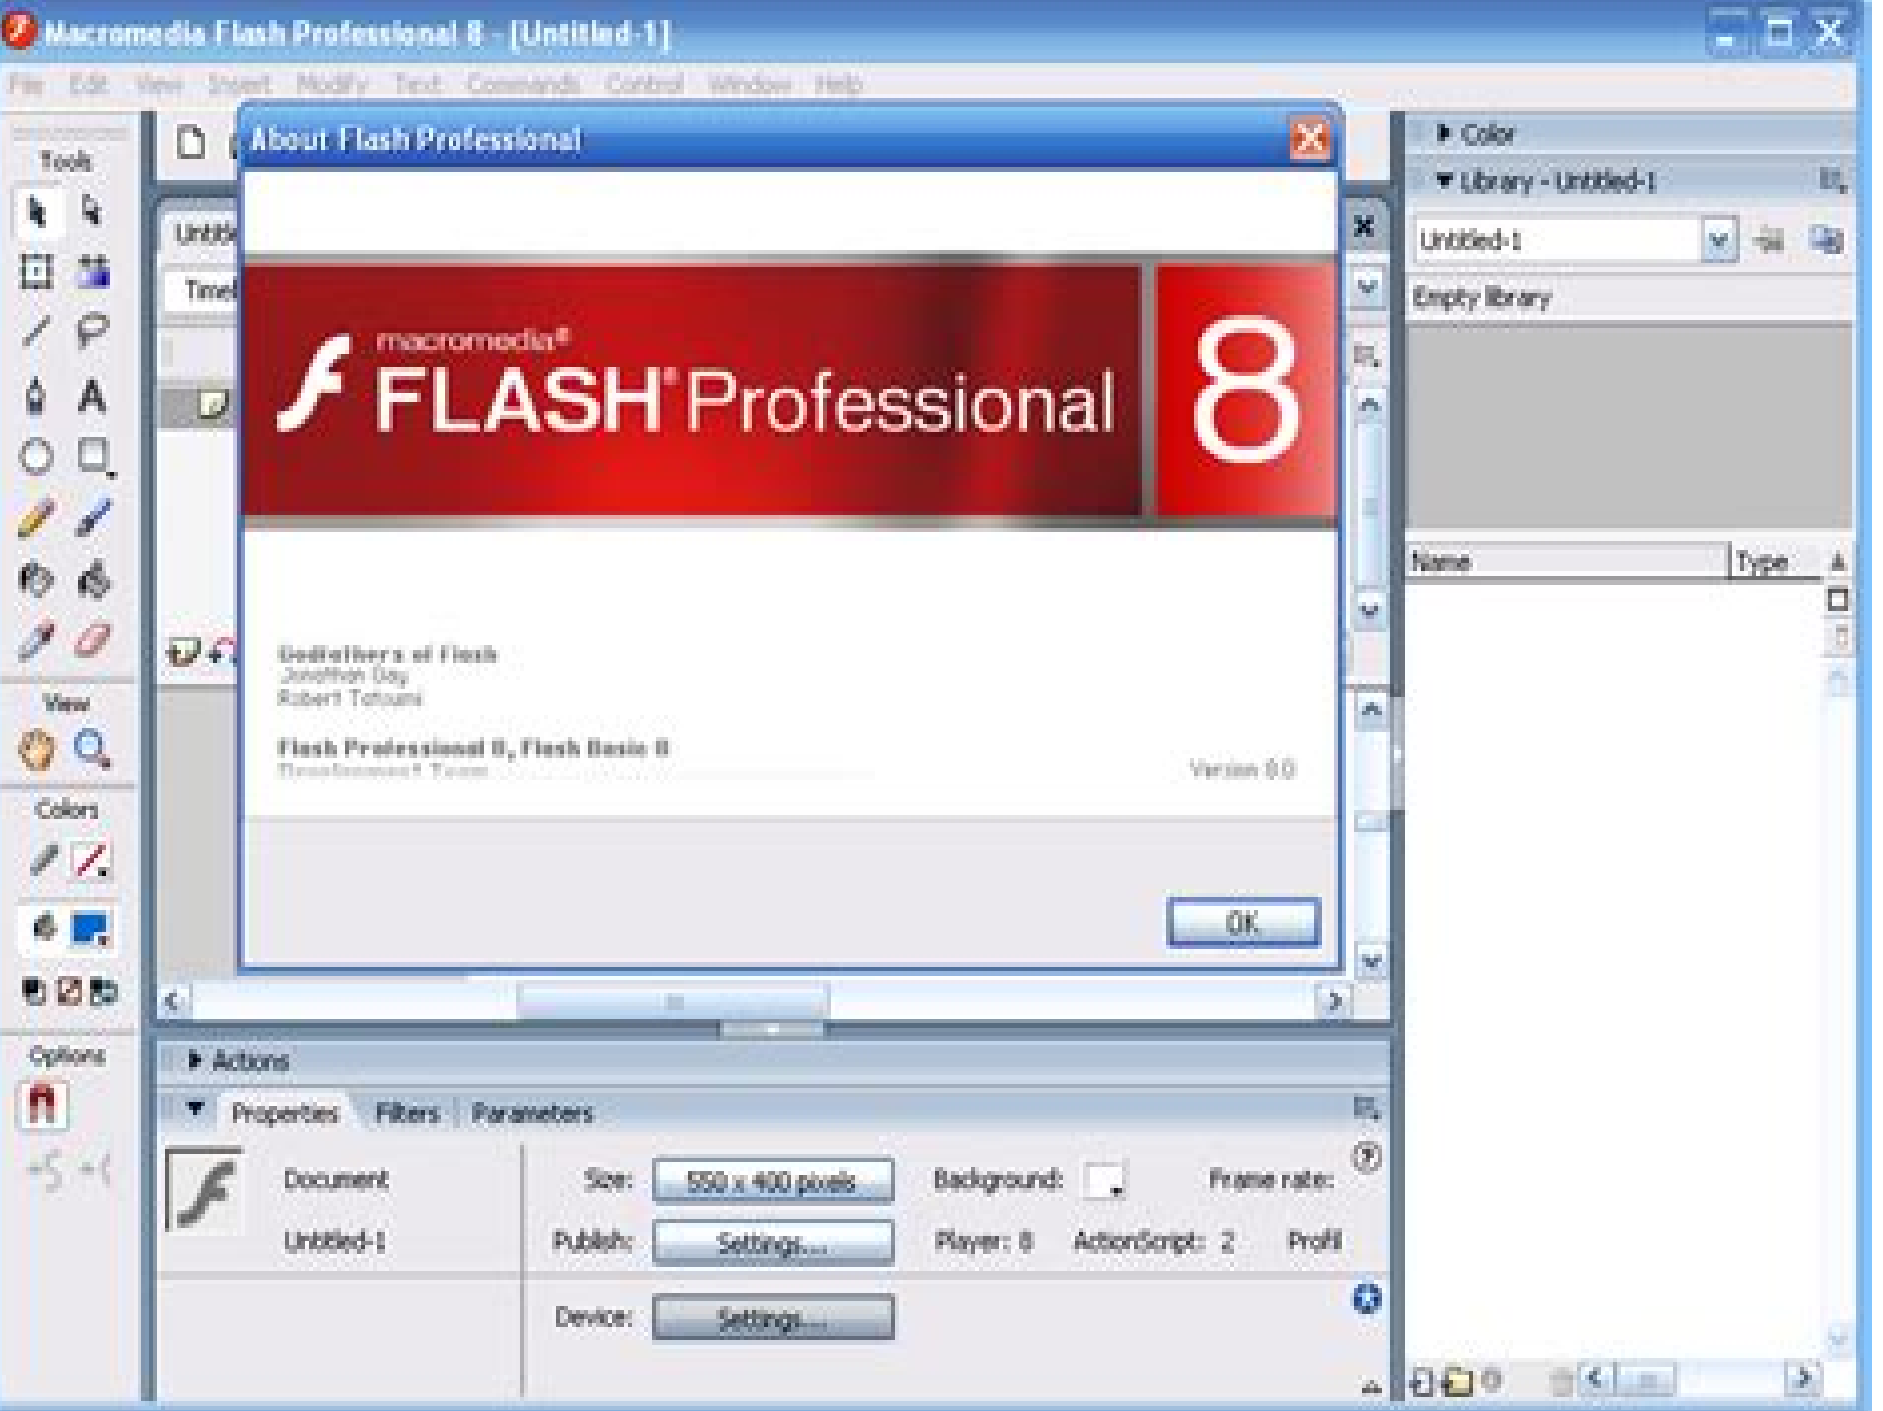 Macromedia Flash Professional 8 - [Untitled-1]
File Edit View Insert Modify Text Commands Control Window Help
Tools
About Flash Professional
Color
Library - Untitled-1
Untitled-1
Empty library
macromedia®
FLASH® Professional 8
Name Type
Godfathers of Flash
Jonathan Gay
Robert Tatsumi
Flash Professional 8, Flash Basic 8
Development Team
Version 8.0
OK
View
Colors
Options
Actions
Properties Filters Parameters
Document
Untitled-1
Size: 550 x 400 pixels Background: Frame rate:
Publish: Settings... Player: 8 ActionScript: 2 Profil
Device: Settings...